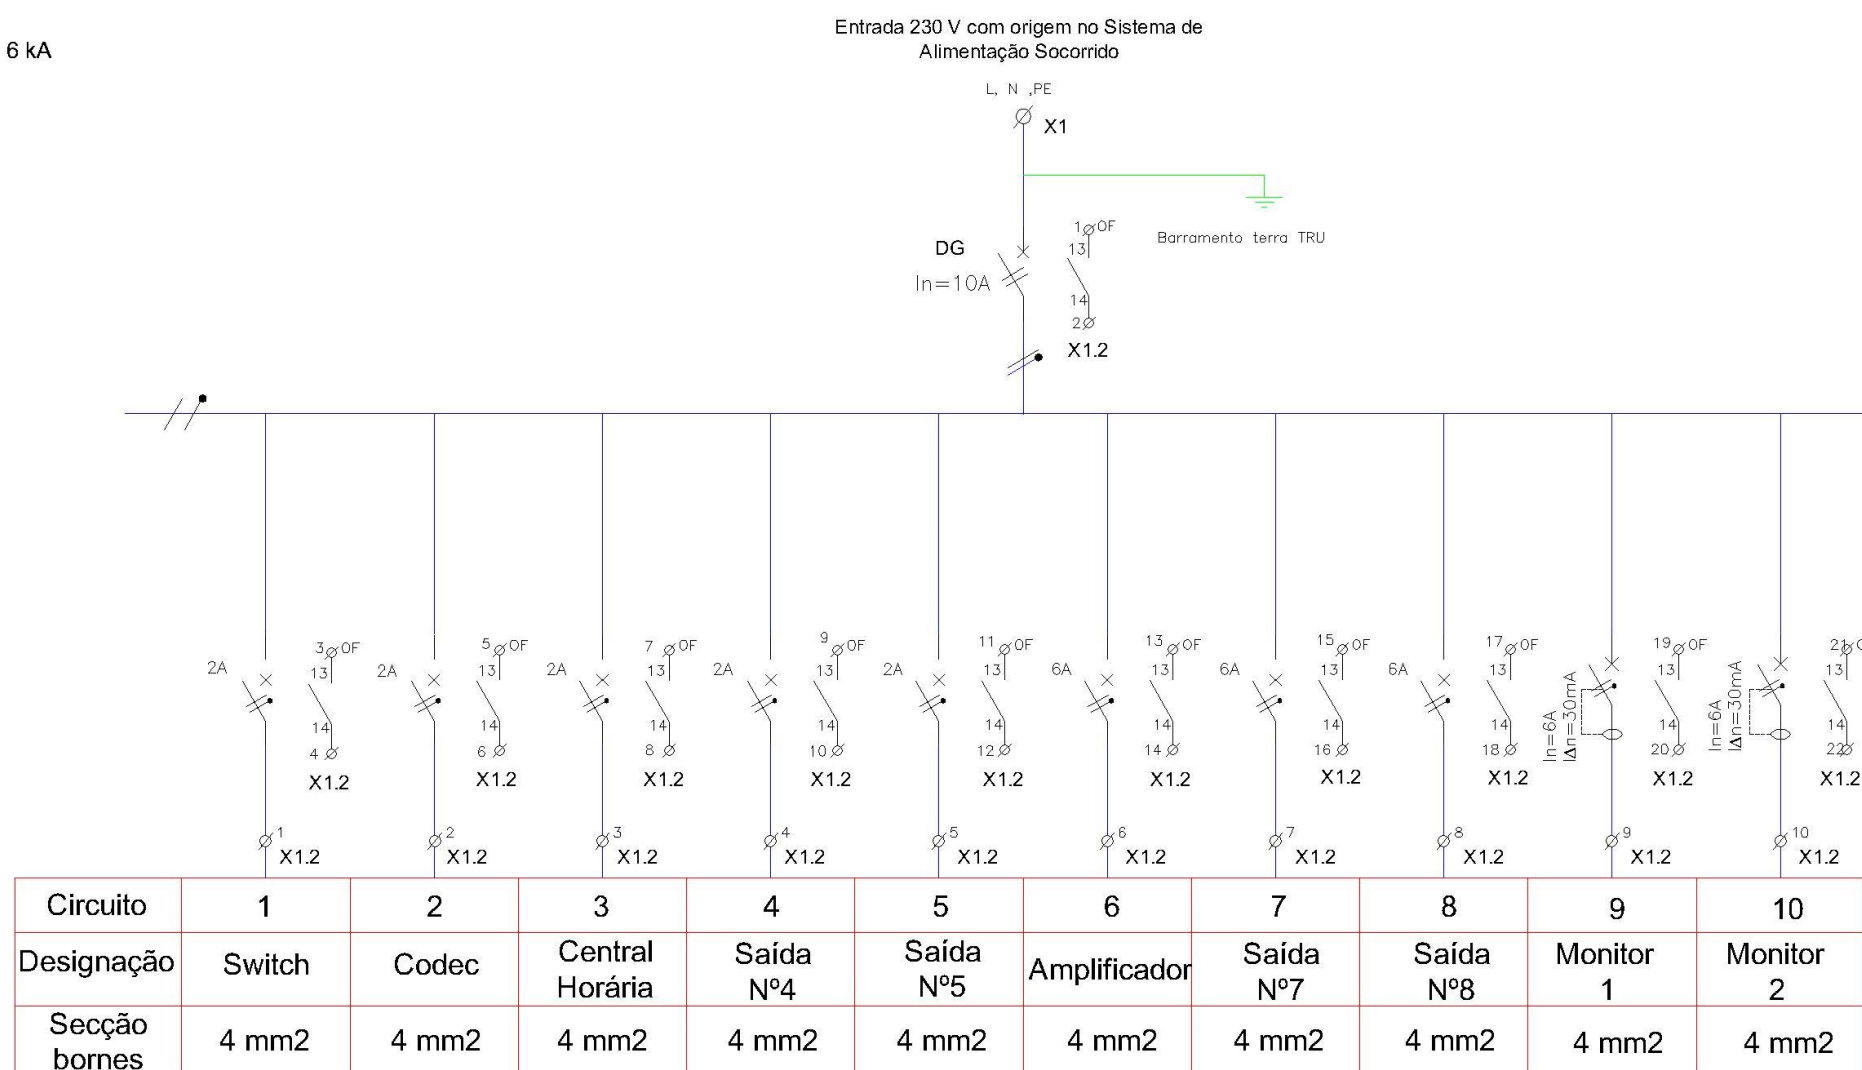 Entrada 230 V com origem no Sistema de
Alimentação Socorrido
6 kA
L, N ,PE
X1
DG
In=10A
1 OF
13
14
2
X1.2
Barramento terra TRU
2A
3 OF
13
14
4
X1.2
2A
5 OF
13
14
6
X1.2
2A
7 OF
13
14
8
X1.2
2A
9
13
14
10
X1.2
2A
11 OF
13
14
12
X1.2
6A
13 OF
13
14
14
X1.2
6A
15 OF
13
14
16
X1.2
6A
17 OF
13
14
18
X1.2
In=6A
IΔn=30mA
19 OF
13
14
20
X1.2
In=6A
IΔn=30mA
21
13
14
22
X1.2
1 X1.2
2 X1.2
3 X1.2
4 X1.2
5 X1.2
6 X1.2
7 X1.2
8 X1.2
9 X1.2
10 X1.2
Circuito 1 2 3 4 5 6 7 8 9 10
Designação Switch Codec Central Horária Saída Nº4 Saída Nº5 Amplificador Saída Nº7 Saída Nº8 Monitor 1 Monitor 2
Secção bornes 4 mm2 4 mm2 4 mm2 4 mm2 4 mm2 4 mm2 4 mm2 4 mm2 4 mm2 4 mm2